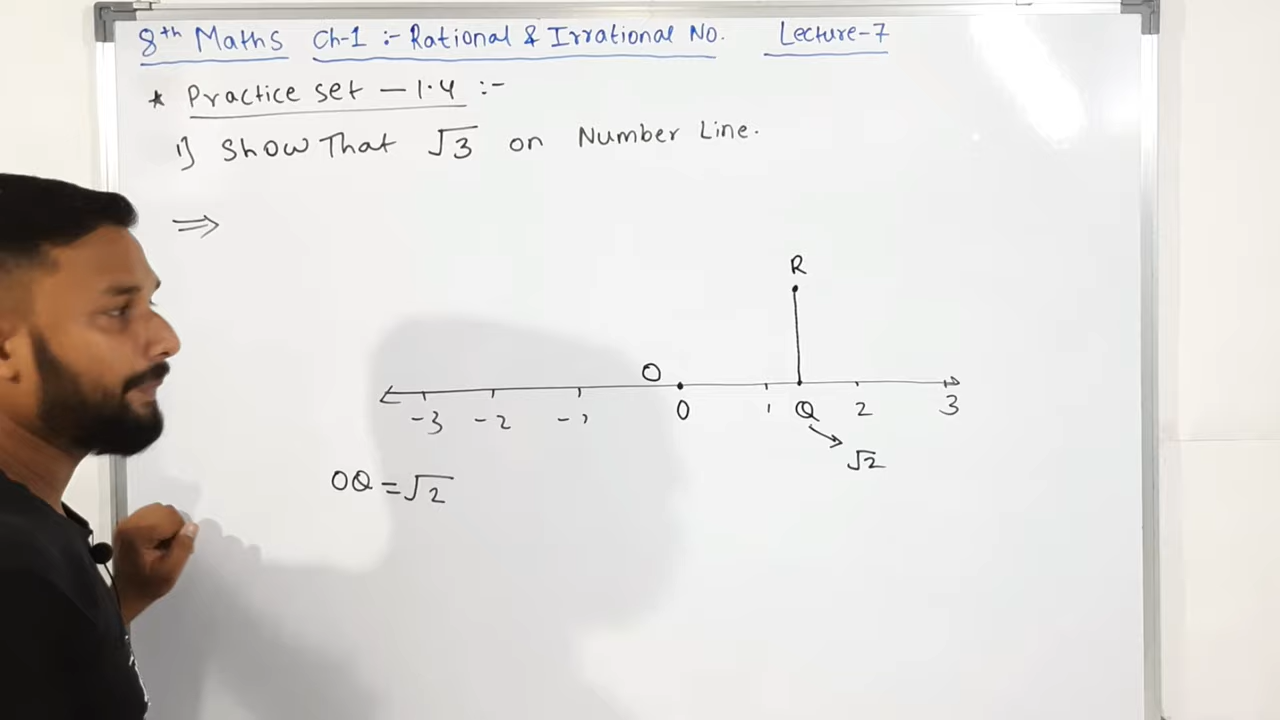 8th Maths Ch-1 :- Rational & Irrational No. Lecture-7
* Practice set – 1.4 :-
1) Show That √3 on Number Line.
⇒
R
O
-3 -2 -1 0 1 Q 2 3
√2
OQ = √2